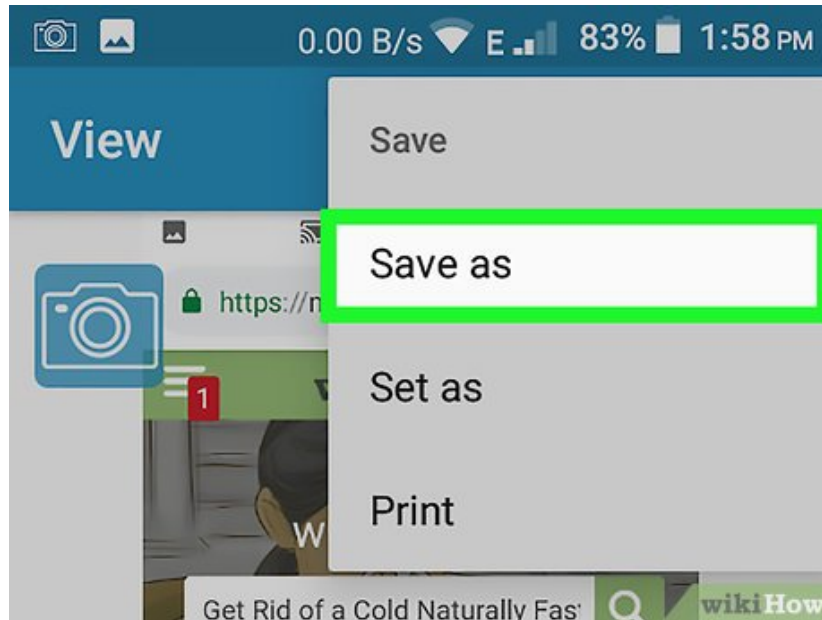 0.00 B/s E 83% 1:58 PM
View
Save
Save as
https://
Set as
1
Print
W
Get Rid of a Cold Naturally Fas
wikiHow